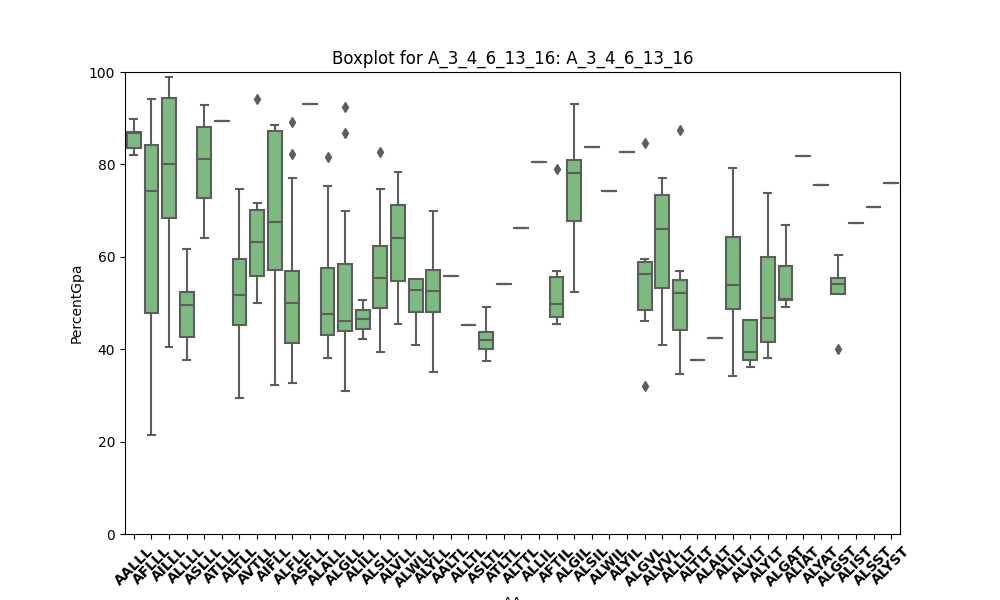 Boxplot for A_3_4_6_13_16: A_3_4_6_13_16
100
80
60
40
20
0
PercentGpa
AALLL
AFLLL
AILLL
ALLLL
ASLLL
ATLLL
ALTLL
AVTLL
AIFLL
ALFLL
ASFLL
ALALL
ALGLL
ALILL
ALSLL
ALVLL
ALWLL
ALYLL
AALTL
ALLTL
ASLTL
ATLTL
ALTTL
ALLIL
AFTIL
ALGIL
ALSIL
ALWIL
ALYIL
ALGVL
ALVVL
ALLLT
ALTLT
ALALT
ALILT
ALVLT
ALYLT
ALGAT
ALIAT
ALYAT
ALGST
ALIST
ALSST
ALYST